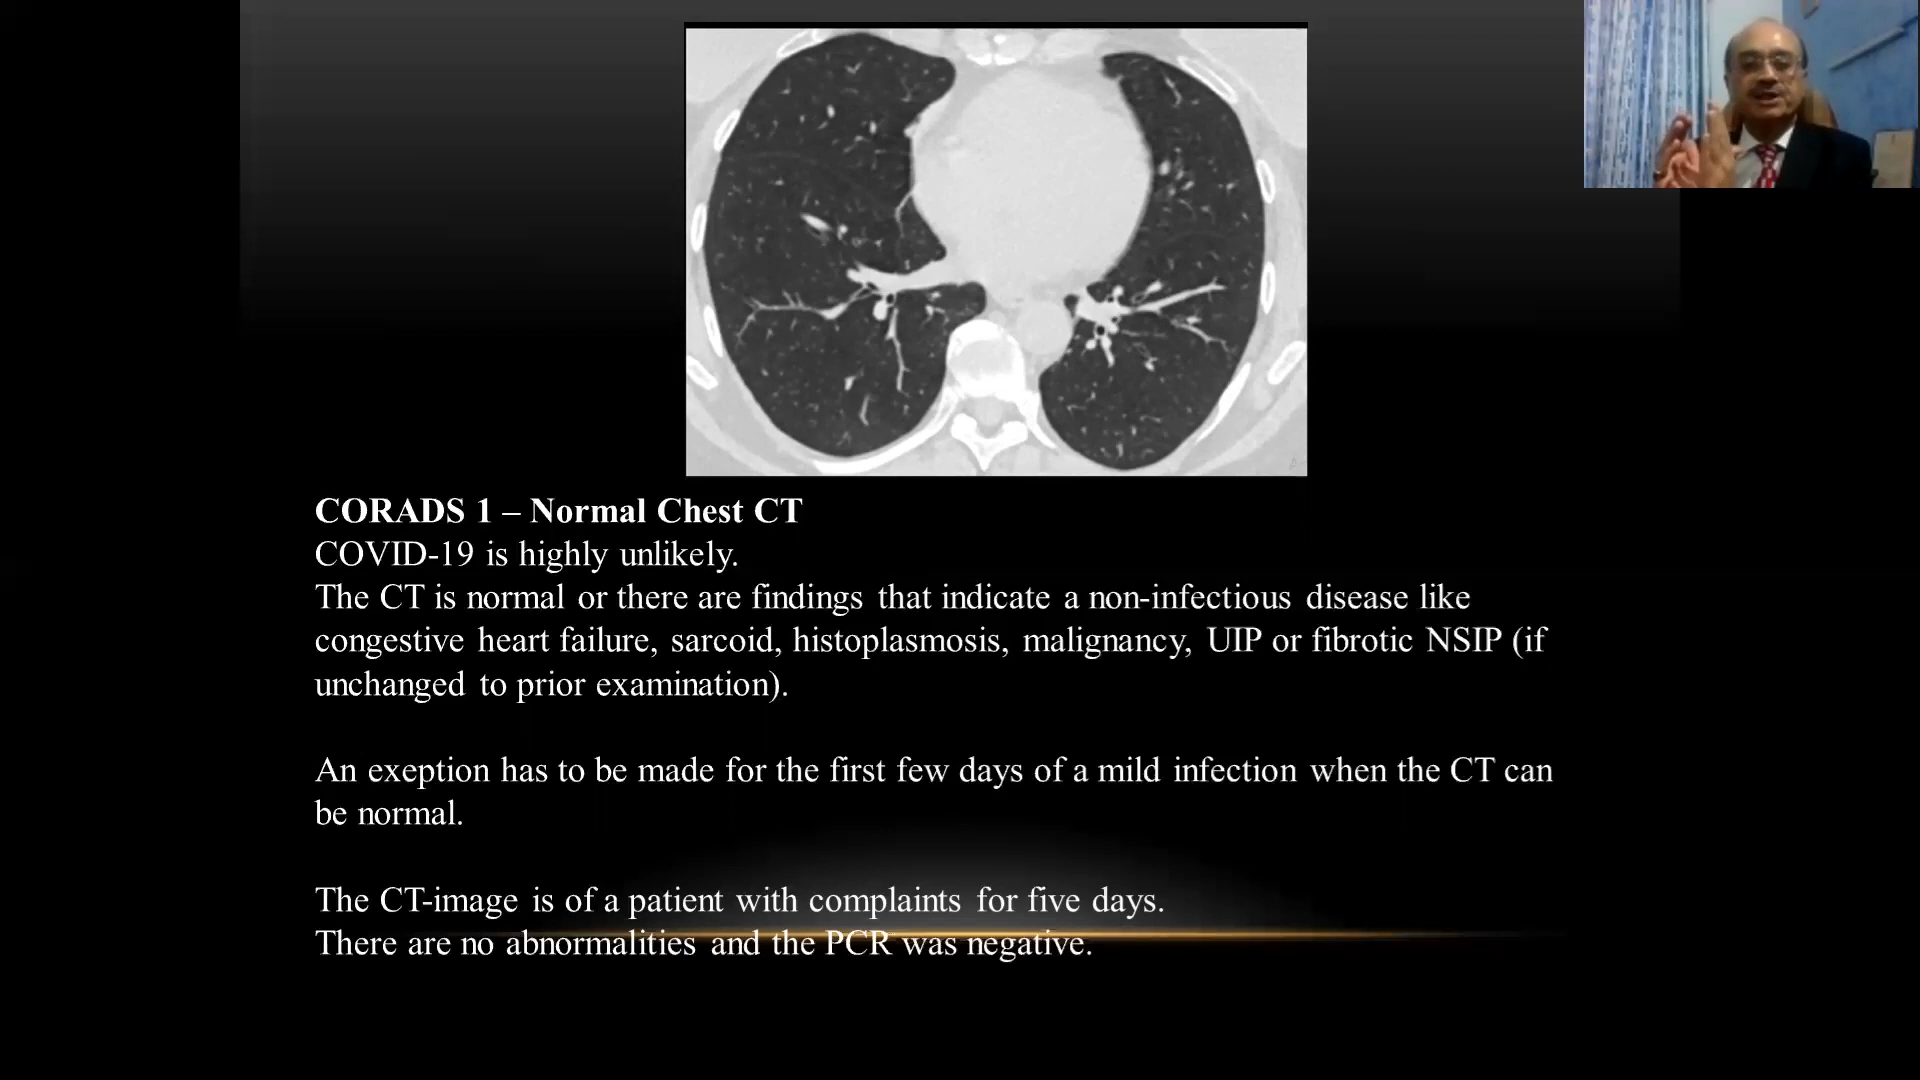 CORADS 1 – Normal Chest CT
COVID-19 is highly unlikely.
The CT is normal or there are findings that indicate a non-infectious disease like
congestive heart failure, sarcoid, histoplasmosis, malignancy, UIP or fibrotic NSIP (if
unchanged to prior examination).
An exeption has to be made for the first few days of a mild infection when the CT can
be normal.
The CT-image is of a patient with complaints for five days.
There are no abnormalities and the PCR was negative.